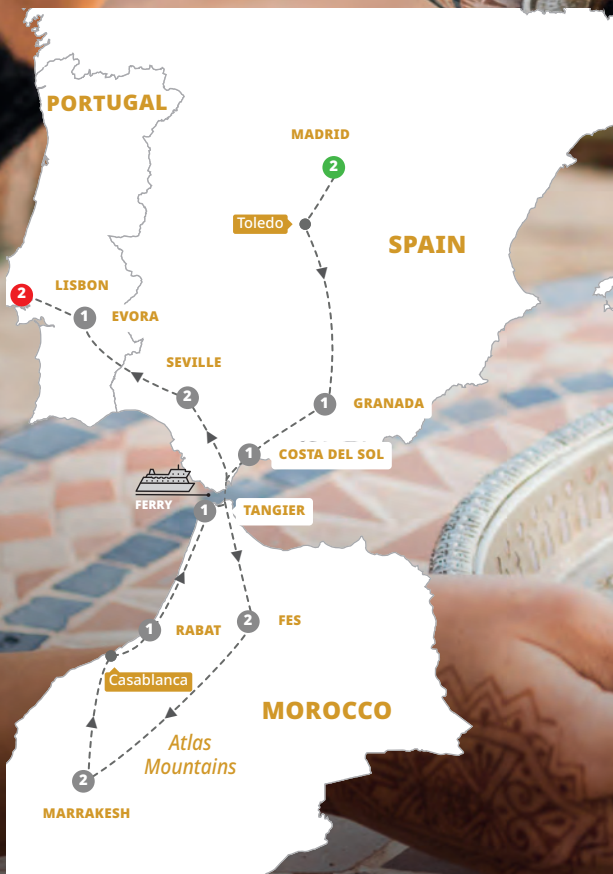 PORTUGAL
MADRID
2
Toledo
SPAIN
LISBON
2
1
EVORA
SEVILLE
2
1
GRANADA
1
COSTA DEL SOL
FERRY
1
TANGIER
1
RABAT
2
FES
Casablanca
MOROCCO
Atlas
Mountains
2
MARRAKESH